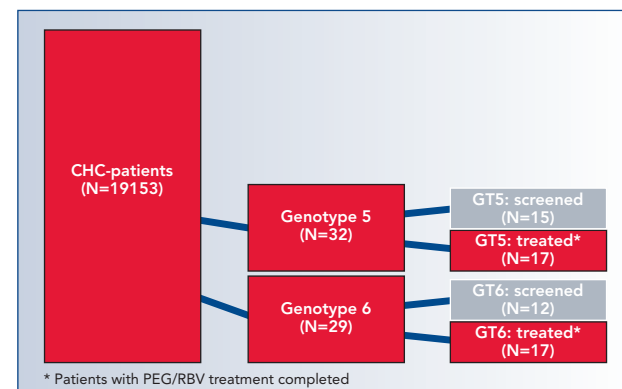 CHC-patients
(N=19153)
Genotype 5
(N=32)
GT5: screened
(N=15)
GT5: treated*
(N=17)
Genotype 6
(N=29)
GT6: screened
(N=12)
GT6: treated*
(N=17)
* Patients with PEG/RBV treatment completed